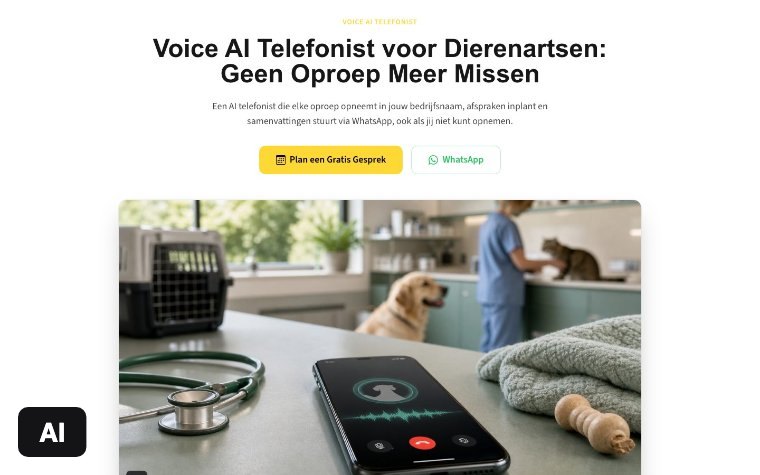 VOICE AI TELEFONIST
Voice AI Telefonist voor Dierenartsen:
Geen Oproep Meer Missen
Een AI telefonist die elke oproep opneemt in jouw bedrijfsnaam, afspraken inplant en
samenvattingen stuurt via WhatsApp, ook als jij niet kunt opnemen.
Plan een Gratis Gesprek
WhatsApp
AI